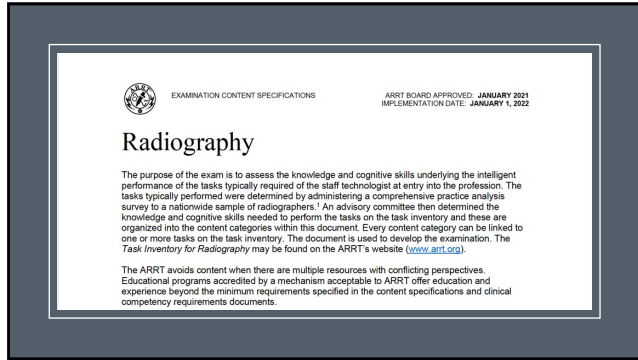 EXAMINATION CONTENT SPECIFICATIONS
ARRT BOARD APPROVED: JANUARY 2021
IMPLEMENTATION DATE: JANUARY 1, 2022
Radiography
The purpose of the exam is to assess the knowledge and cognitive skills underlying the intelligent
performance of the tasks typically required of the staff technologist at entry into the profession. The
tasks typically performed were determined by administering a comprehensive practice analysis
survey to a nationwide sample of radiographers.1 An advisory committee then determined the
knowledge and cognitive skills needed to perform the tasks on the task inventory and these are
organized into the content categories within this document. Every content category can be linked to
one or more tasks on the task inventory. The document is used to develop the examination. The
Task Inventory for Radiography may be found on the ARRT's website (www.arrt.org).
The ARRT avoids content when there are multiple resources with conflicting perspectives.
Educational programs accredited by a mechanism acceptable to ARRT offer education and
experience beyond the minimum requirements specified in the content specifications and clinical
competency requirements documents.